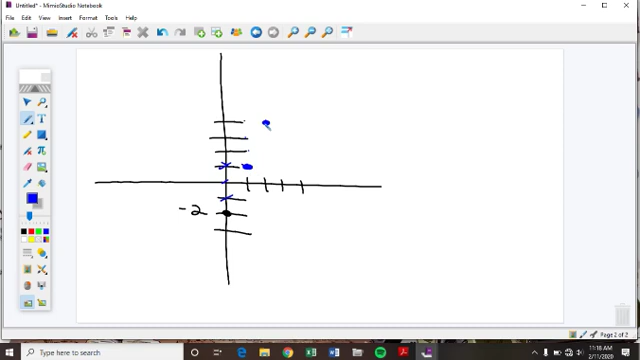 Untitled* - MimioStudio Notebook
File Edit View Insert Format Tools Help
-2
Page 2 of 2
Type here to search
11:16 AM
2/11/2020